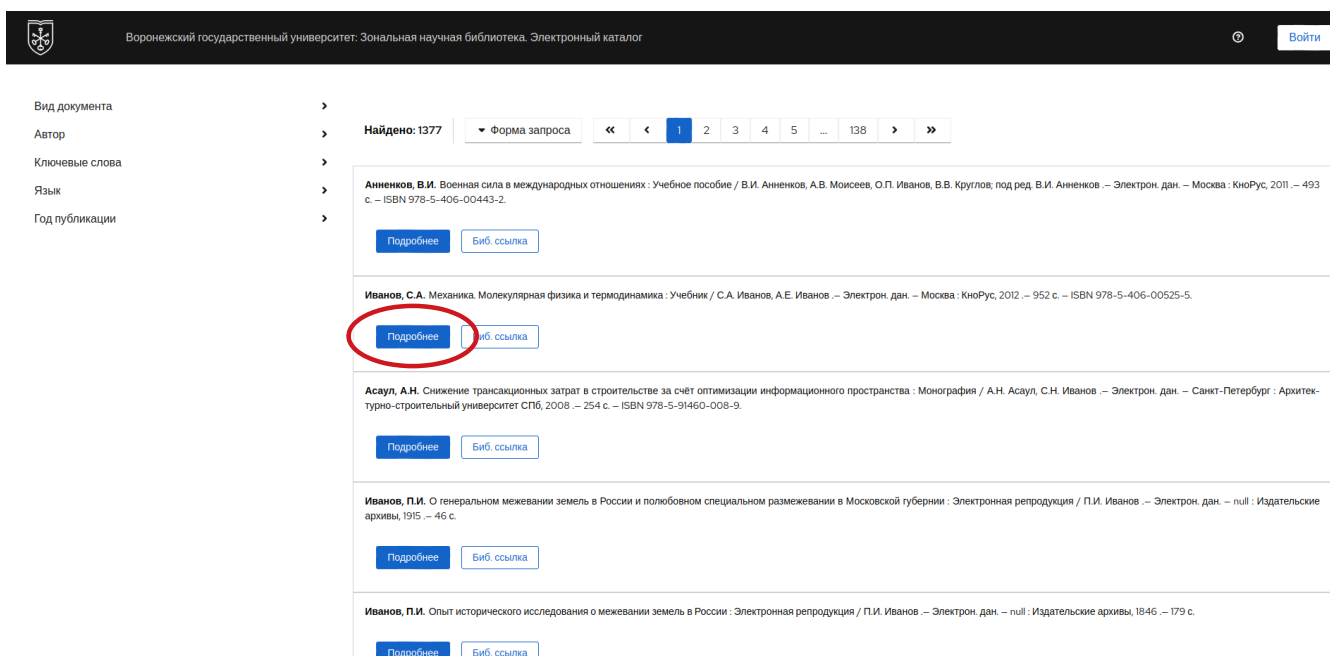 Воронежский государственный университет: Зональная научная библиотека. Электронный каталог
Войти
Вид документа
Автор
Ключевые слова
Язык
Год публикации
Найдено: 1377 Форма запроса 1 2 3 4 5 ... 138
Анненков, В.И. Военная сила в международных отношениях : Учебное пособие / В.И. Анненков, А.В. Моисеев, О.П. Иванов, В.В. Круглов; под ред. В.И. Анненков .— Электрон. дан. — Москва : КноРус, 2011 .— 493
с. — ISBN 978-5-406-00443-2.
Подробнее Биб. ссылка
Иванов, С.А. Механика. Молекулярная физика и термодинамика : Учебник / С.А. Иванов, А.Е. Иванов .— Электрон. дан. — Москва : КноРус, 2012 .— 952 с. — ISBN 978-5-406-00525-5.
Подробнее Биб. ссылка
Асаул, А.Н. Снижение трансакционных затрат в строительстве за счёт оптимизации информационного пространства : Монография / А.Н. Асаул, С.Н. Иванов .— Электрон. дан. — Санкт-Петербург : Архитек-
турно-строительный университет СПб, 2008 .— 254 с. — ISBN 978-5-91460-008-9.
Подробнее Биб. ссылка
Иванов, П.И. О генеральном межевании земель в России и полюбовном специальном размежевании в Московской губернии : Электронная репродукция / П.И. Иванов .— Электрон. дан. — null : Издательские
архивы, 1915 .— 46 с.
Подробнее Биб. ссылка
Иванов, П.И. Опыт исторического исследования о межевании земель в России : Электронная репродукция / П.И. Иванов .— Электрон. дан. — null : Издательские архивы, 1846 .— 179 с.
Подробнее Биб. ссылка